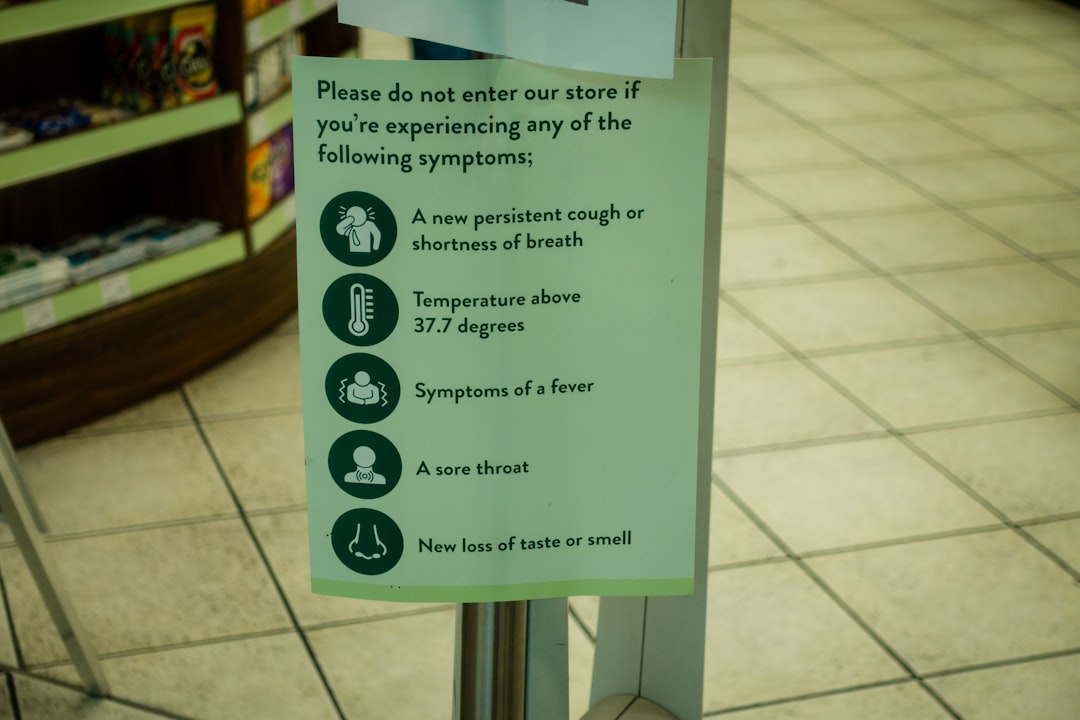 Please do not enter our store if
you're experiencing any of the
following symptoms;
A new persistent cough or
shortness of breath
Temperature above
37.7 degrees
Symptoms of a fever
A sore throat
New loss of taste or smell